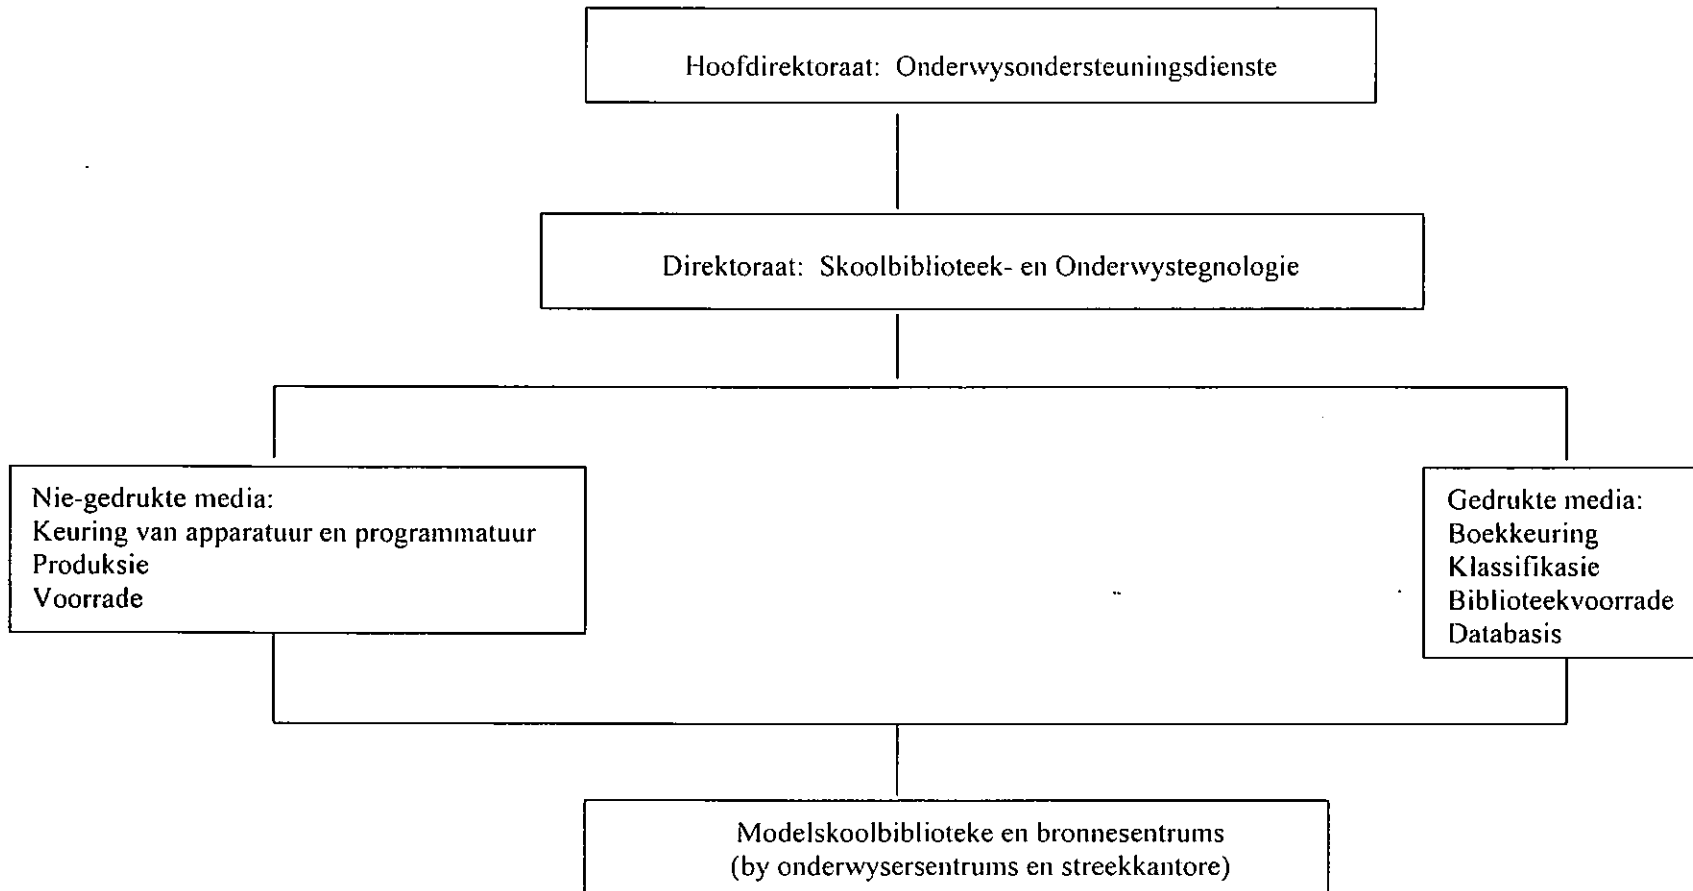 Hoofdirektoraat: Onderwysondersteuningsdienste
Direktoraat: Skoolbiblioteek- en Onderwystegnologie
Nie-gedrukte media:
Keuring van apparatuur en programmatuur
Produksie
Voorrade
Gedrukte media:
Boekkeuring
Klassifikasie
Biblioteekvoorrade
Databasis
Modelskoolbiblioteke en bronnesentrums
(by onderwysersentrums en streekkantore)